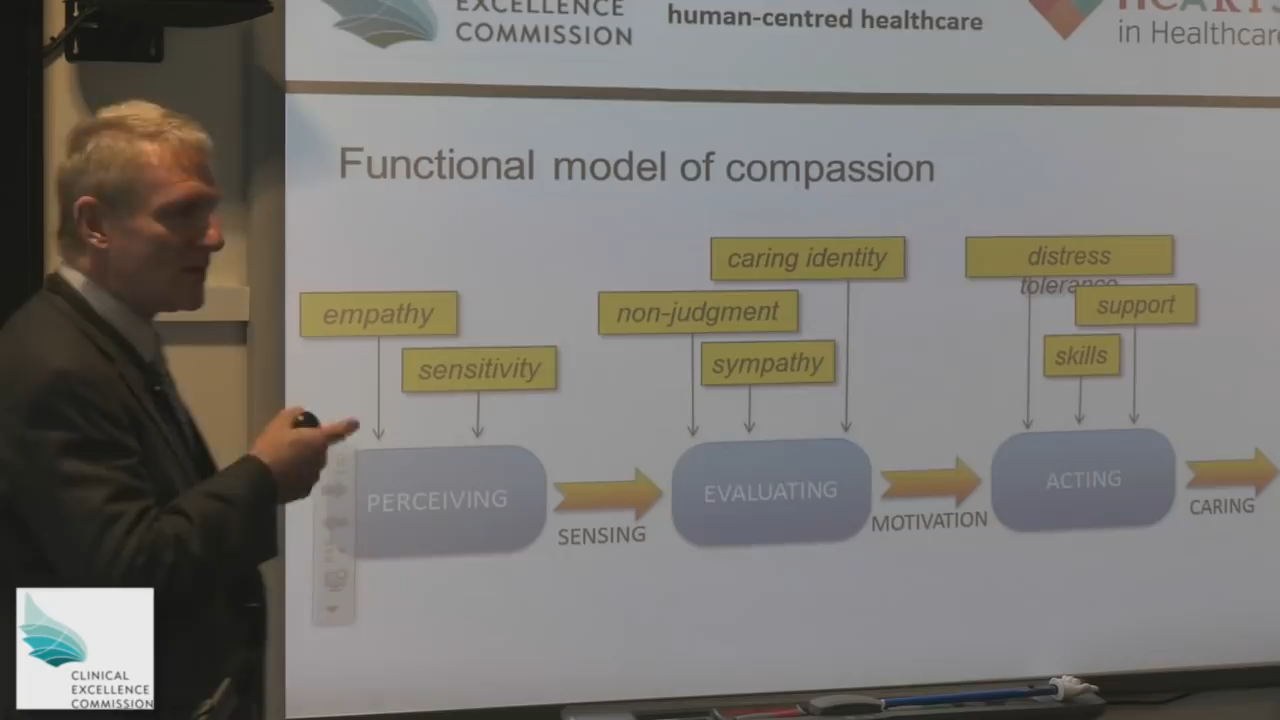 EXCELLENCE
COMMISSION
human-centred healthcare
in Healthcare
Functional model of compassion
caring identity
distress
tolerance
empathy
non-judgment
support
sensitivity
sympathy
skills
PERCEIVING
SENSING
EVALUATING
MOTIVATION
ACTING
CARING
CLINICAL
EXCELLENCE
COMMISSION